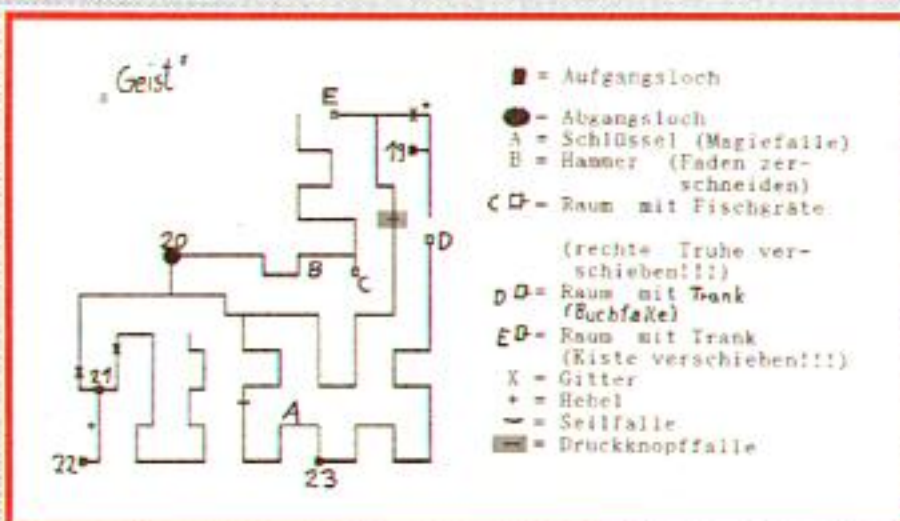 „Geist"
E
19
20
B
C
D
21
A
22
23
= Aufgangsloch
= Abgangsloch
A = Schlüssel (Magiefalle)
B = Hammer (Faden zer-
schneiden)
C = Raum mit Fischgräte
(rechte Truhe ver-
schieben!!!)
D = Raum mit Trank
(Buchfalle)
E = Raum mit Trank
(Kiste verschieben!!!)
X = Gitter
+ = Hebel
- = Seilfalle
= Druckknopffalle